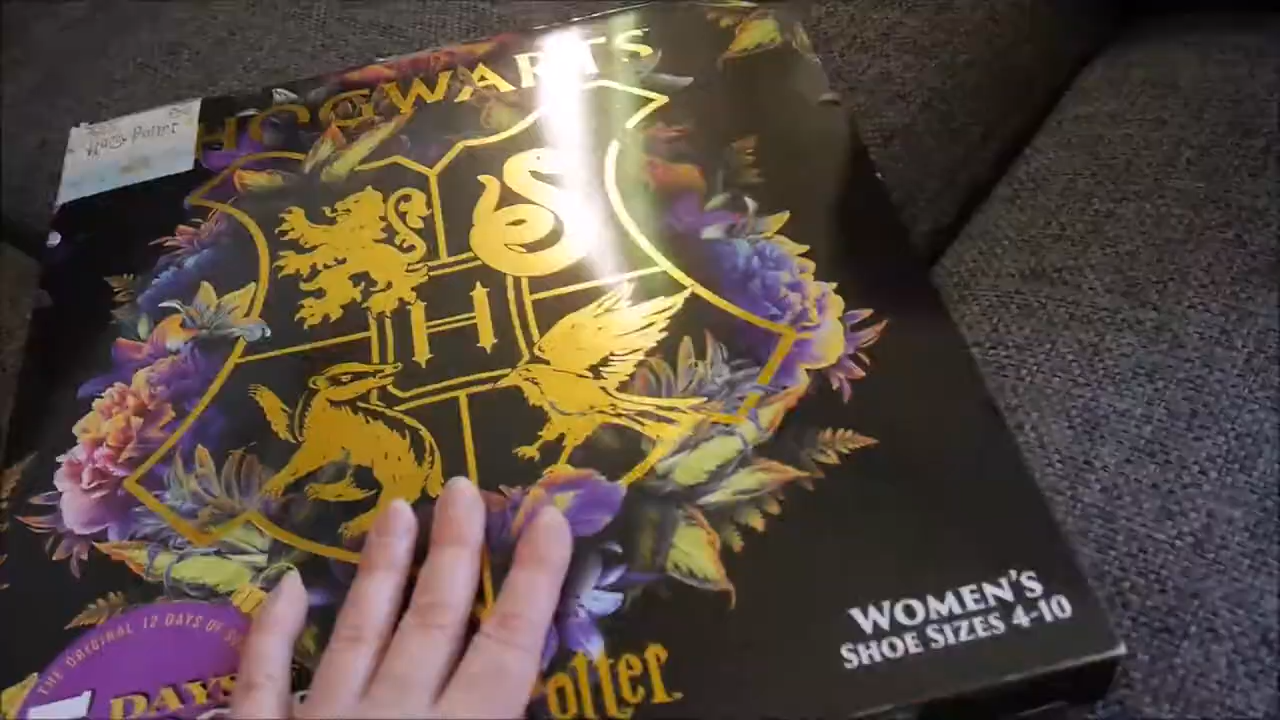 HOGWARTS
Harry Potter
H
THE ORIGINAL 12 DAYS OF
DAYS
otter
WOMEN'S
SHOE SIZES 4-10